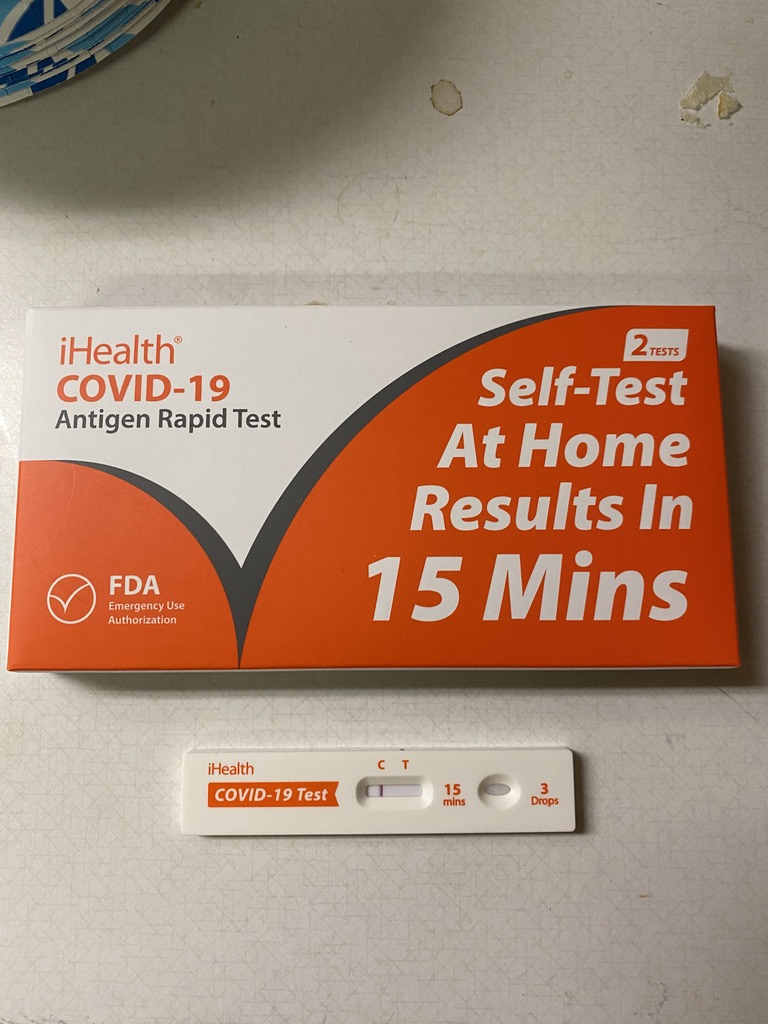 iHealth®
COVID-19
Antigen Rapid Test
2 TESTS
Self-Test
At Home
Results In
15 Mins
FDA
Emergency Use
Authorization
iHealth
COVID-19 Test
C T
15
mins
3
Drops